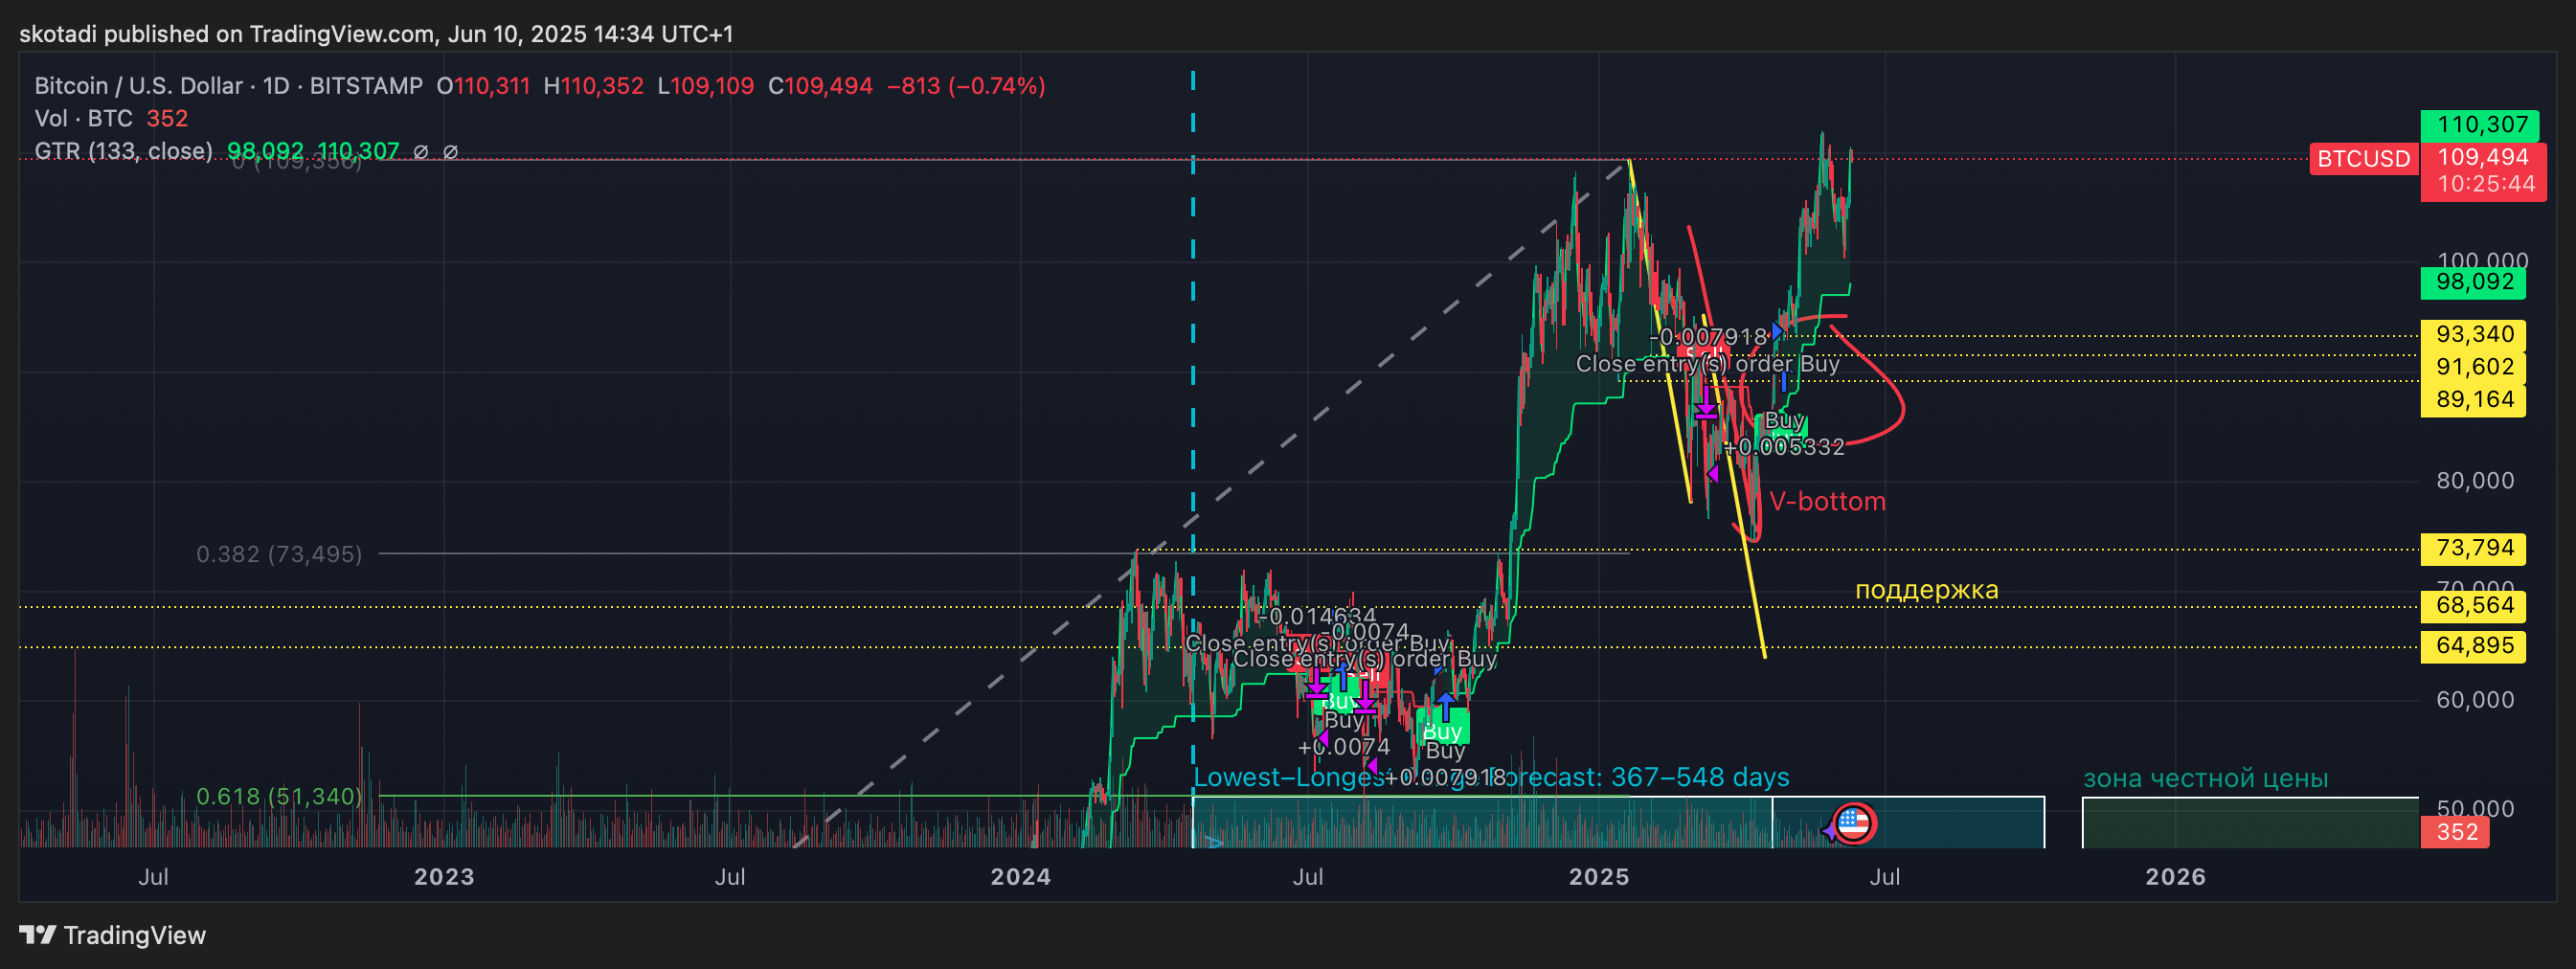 skotadi published on TradingView.com, Jun 10, 2025 14:34 UTC+1
Bitcoin / U.S. Dollar · 1D · BITSTAMP O110,311 H110,352 L109,109 C109,494 −813 (−0.74%)
Vol · BTC 352
GTR (133, close) 98,092 110,307 ∅ ∅
0 (109,356)
110,307
BTCUSD 109,494
10:25:44
100,000
98,092
93,340
-0.007918
Close entry(s) order Buy
91,602
89,164
Buy
+0.005332
80,000
V-bottom
0.382 (73,495)
73,794
поддержка
70,000
68,564
-0.014634
-0.0074
Close entry(s) order Buy
64,895
Close entry(s) order Buy
60,000
Buy
Buy
Buy
Buy
+0.0074
+0.007918
Lowest–Longest Forecast: 367–548 days
зона честной цены
0.618 (51,340)
50,000
352
Jul 2023 Jul 2024 Jul 2025 Jul 2026
TradingView